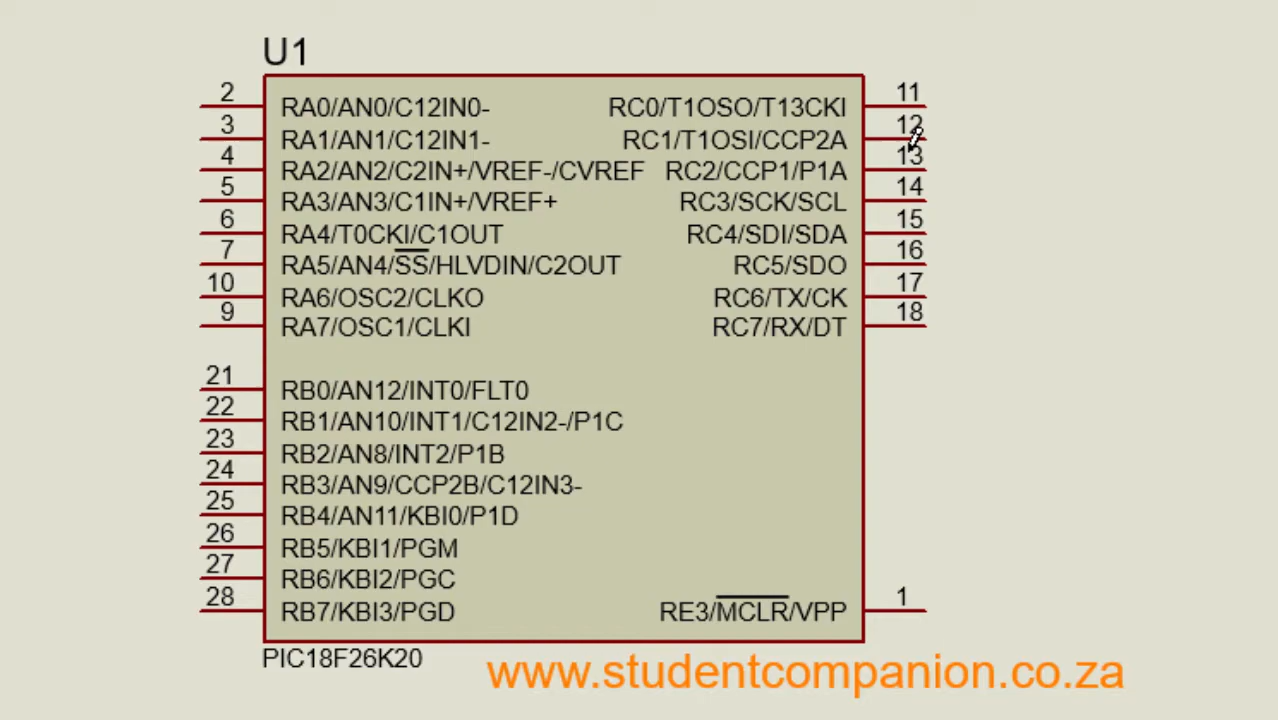 U1
2 RA0/AN0/C12IN0- RC0/T1OSO/T13CKI 11
3 RA1/AN1/C12IN1- RC1/T1OSI/CCP2A 12
4 RA2/AN2/C2IN+/VREF-/CVREF RC2/CCP1/P1A 13
5 RA3/AN3/C1IN+/VREF+ RC3/SCK/SCL 14
6 RA4/T0CKI/C1OUT RC4/SDI/SDA 15
7 RA5/AN4/SS/HLVDIN/C2OUT RC5/SDO 16
10 RA6/OSC2/CLKO RC6/TX/CK 17
9 RA7/OSC1/CLKI RC7/RX/DT 18
21 RB0/AN12/INT0/FLT0
22 RB1/AN10/INT1/C12IN2-/P1C
23 RB2/AN8/INT2/P1B
24 RB3/AN9/CCP2B/C12IN3-
25 RB4/AN11/KBI0/P1D
26 RB5/KBI1/PGM
27 RB6/KBI2/PGC
28 RB7/KBI3/PGD RE3/MCLR/VPP 1
PIC18F26K20
www.studentcompanion.co.za